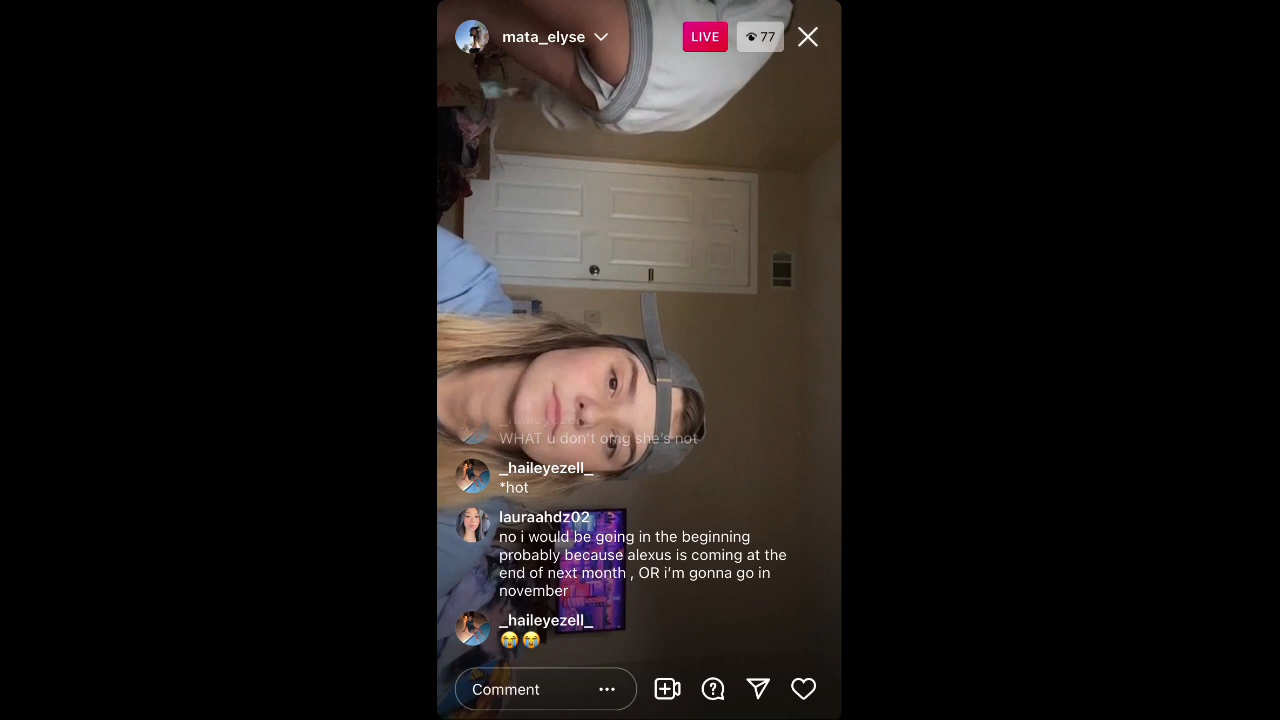 mata_elyse
LIVE
77
WHAT u don't omg she's not
_haileyezell_
*hot
lauraahdz02
no i would be going in the beginning
probably because alexus is coming at the
end of next month , OR i'm gonna go in
november
_haileyezell_
😭😭
Comment